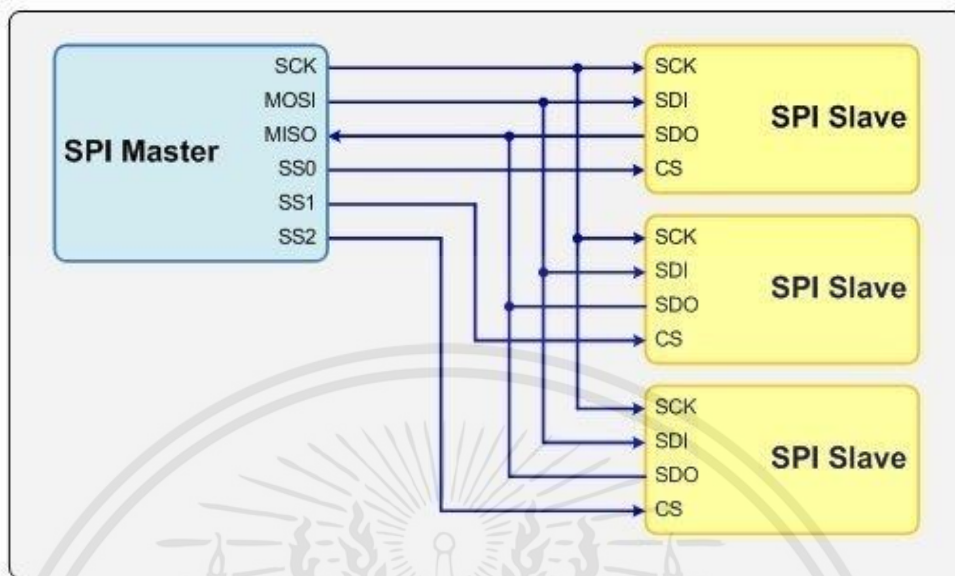 SPI Master
SCK
MOSI
MISO
SS0
SS1
SS2
SCK
SDI
SDO
CS
SPI Slave
SCK
SDI
SDO
CS
SPI Slave
SCK
SDI
SDO
CS
SPI Slave